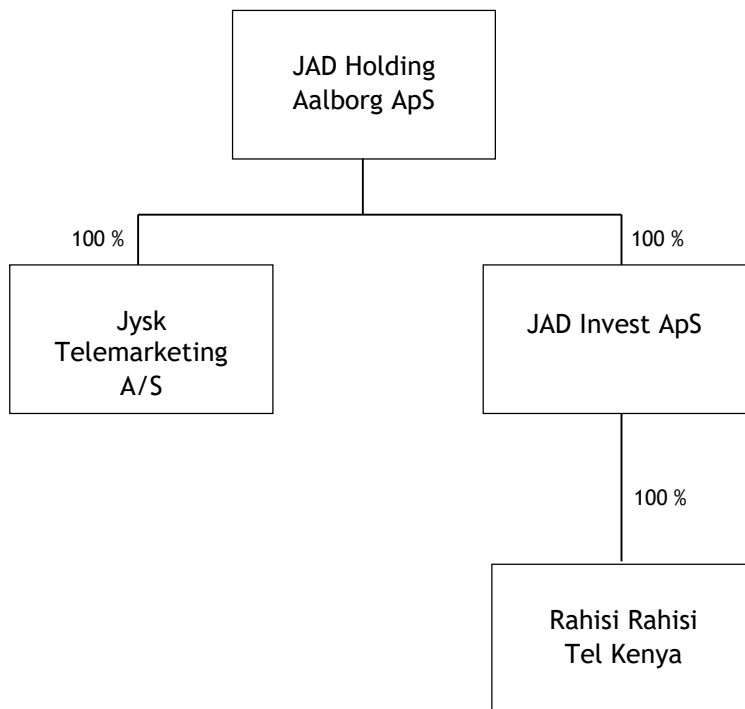 JAD Holding
Aalborg ApS
100 %
100 %
Jysk
Telemarketing
A/S
JAD Invest ApS
100 %
Rahisi Rahisi
Tel Kenya